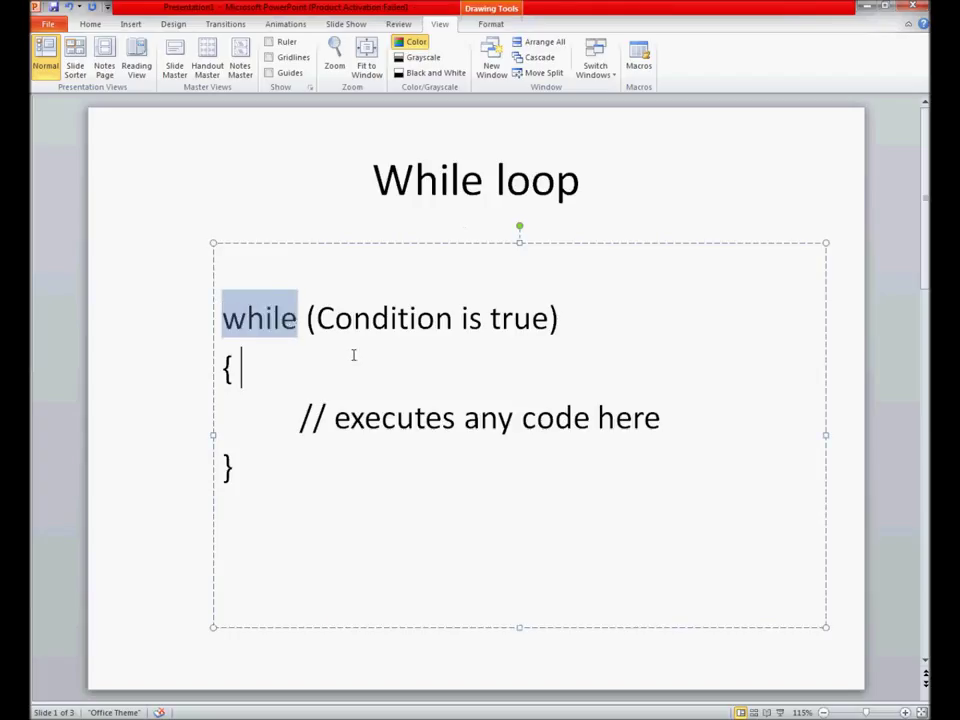 Presentation1 - Microsoft PowerPoint (Product Activation Failed)
Drawing Tools
File Home Insert Design Transitions Animations Slide Show Review View Format
Normal Slide Sorter Notes Page Reading View
Presentation Views
Slide Master Handout Master Notes Master
Master Views
Ruler
Gridlines
Guides
Show
Zoom Fit to Window
Zoom
Color
Grayscale
Black and White
Color/Grayscale
New Window
Arrange All
Cascade
Move Split
Switch Windows
Window
Macros
Macros
While loop
while (Condition is true)
{
// executes any code here
}
Slide 1 of 3 "Office Theme" 115%